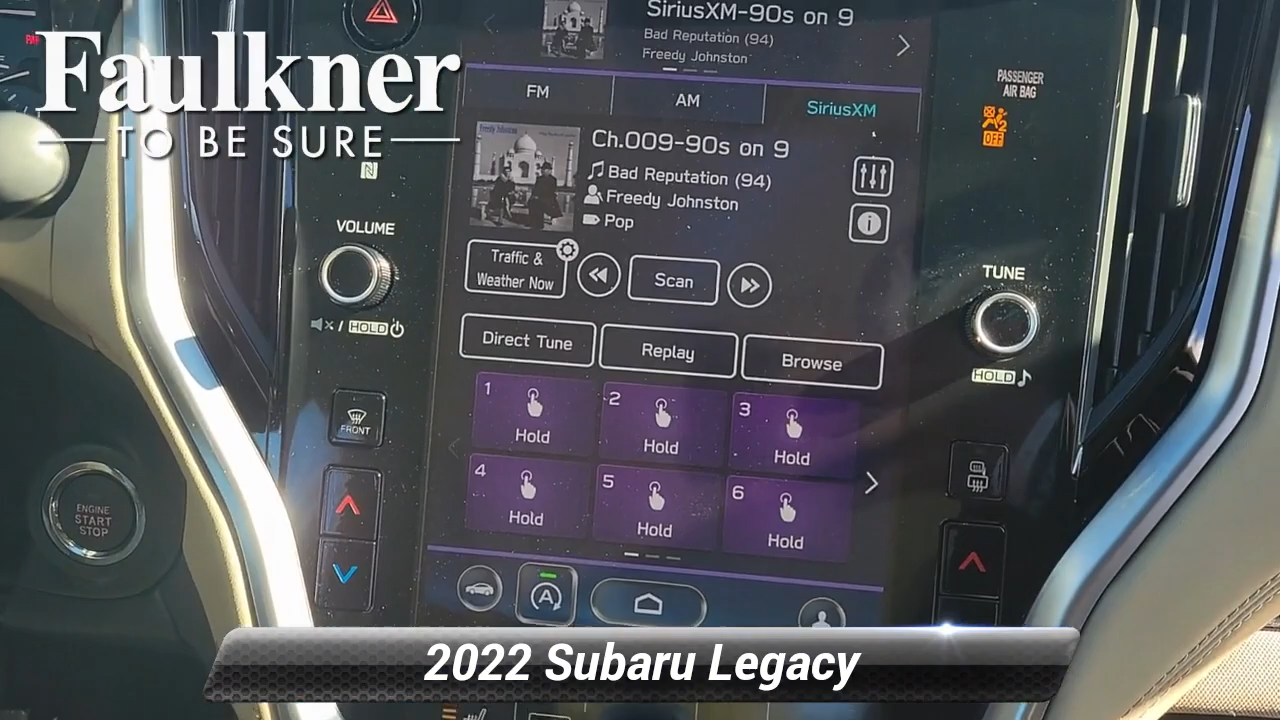 SiriusXM-90s on 9
Bad Reputation (94)
Freedy Johnston
Faulkner
TO BE SURE
FM
AM
SiriusXM
PASSENGER
AIR BAG
2
OFF
Freedy Johnston
Ch.009-90s on 9
Bad Reputation (94)
Freedy Johnston
Pop
N
VOLUME
/ HOLD
Traffic &
Weather Now
Scan
TUNE
HOLD
Direct Tune
Replay
Browse
FRONT
1
Hold
2
Hold
3
Hold
4
Hold
5
Hold
6
Hold
ENGINE
START
STOP
A
2022 Subaru Legacy